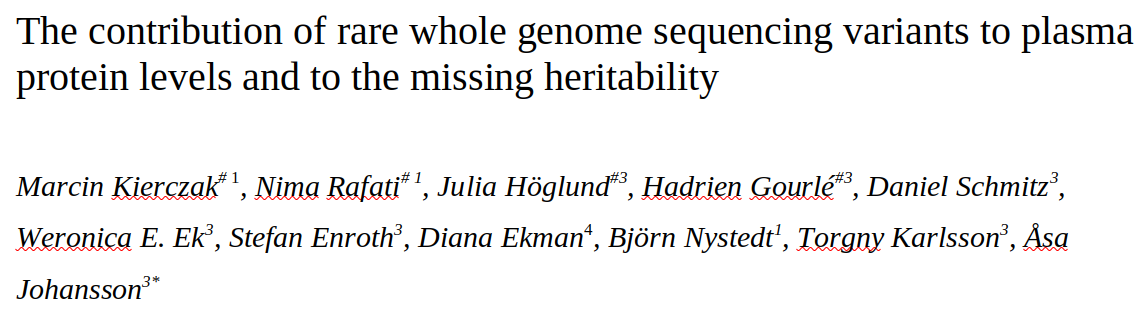 The contribution of rare whole genome sequencing variants to plasma
protein levels and to the missing heritability
Marcin Kierczak# 1, Nima Rafati# 1, Julia Höglund#3, Hadrien Gourlé#3, Daniel Schmitz3,
Weronica E. Ek3, Stefan Enroth3, Diana Ekman4, Björn Nystedt1, Torgny Karlsson3, Åsa
Johansson3*